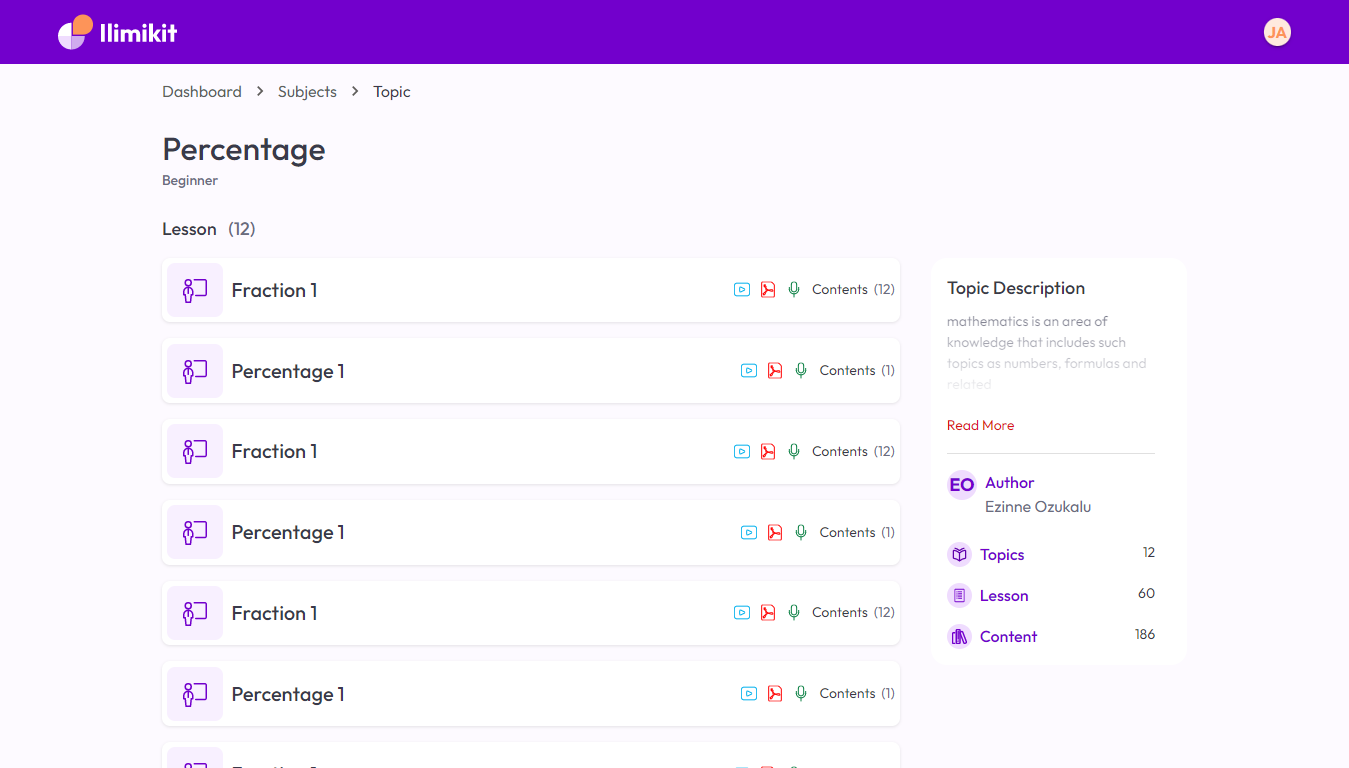 Ilimikit
JA
Dashboard > Subjects > Topic
Percentage
Beginner
Lesson (12)
Fraction 1
Contents (12)
Percentage 1
Contents (1)
Fraction 1
Contents (12)
Percentage 1
Contents (1)
Fraction 1
Contents (12)
Percentage 1
Contents (1)
Topic Description
mathematics is an area of
knowledge that includes such
topics as numbers, formulas and
related
Read More
EO
Author
Ezinne Ozukalu
Topics
12
Lesson
60
Content
186